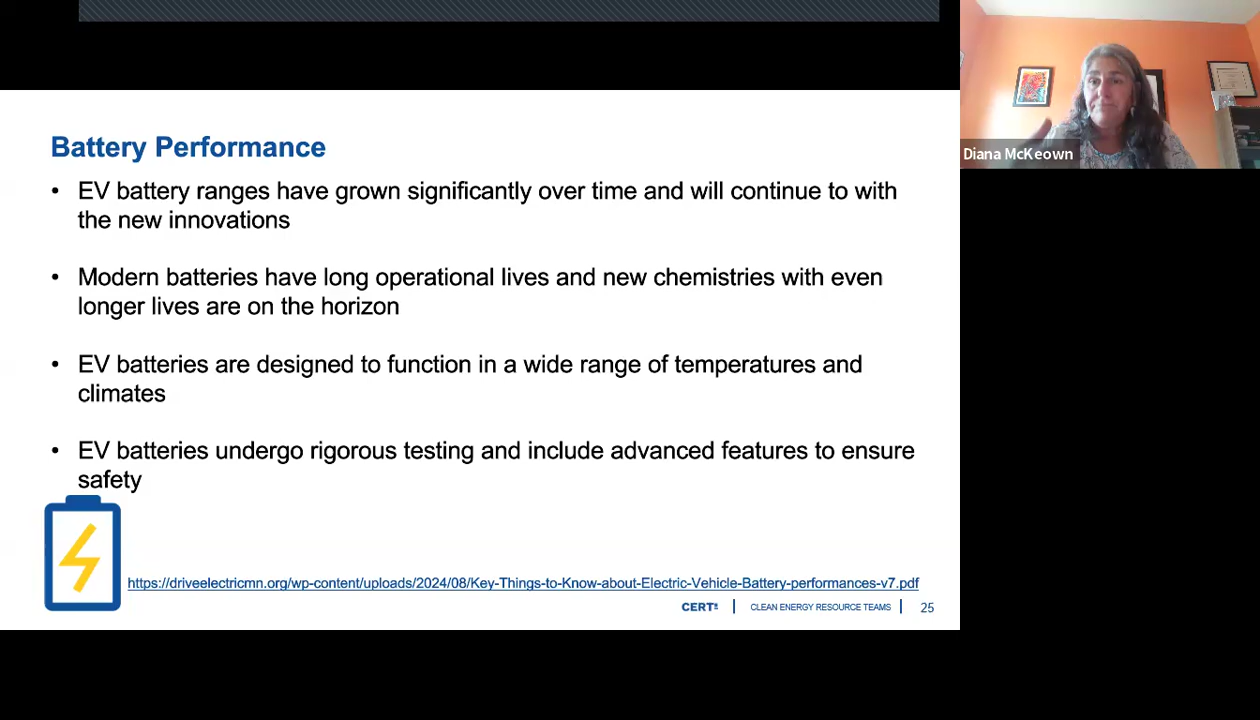 Battery Performance
• EV battery ranges have grown significantly over time and will continue to with
the new innovations
• Modern batteries have long operational lives and new chemistries with even
longer lives are on the horizon
• EV batteries are designed to function in a wide range of temperatures and
climates
• EV batteries undergo rigorous testing and include advanced features to ensure
safety
https://driveelectricmn.org/wp-content/uploads/2024/08/Key-Things-to-Know-about-Electric-Vehicle-Battery-performances-v7.pdf
CERTs | CLEAN ENERGY RESOURCE TEAMS | 25
Diana McKeown